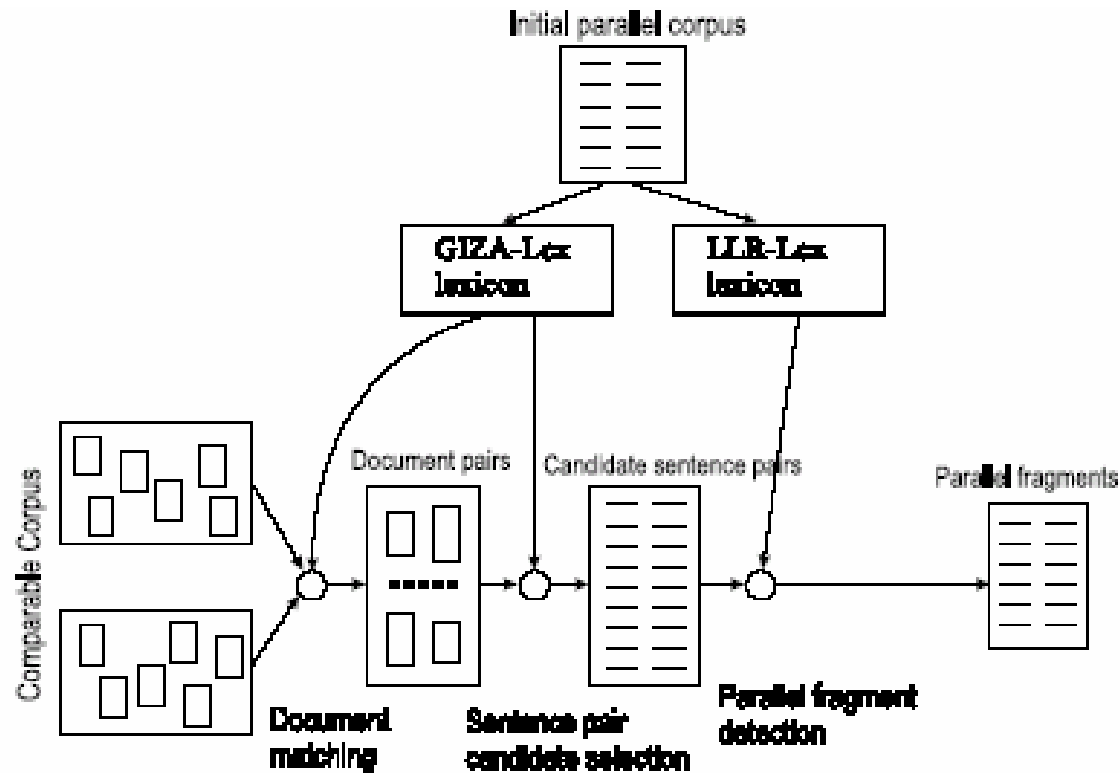 Initial parallel corpus
GIZA-Lex
lexicon
LLR-Lex
lexicon
Comparable Corpus
Document pairs
Candidate sentence pairs
Parallel fragments
Document
matching
Sentence pair
candidate selection
Parallel fragment
detection